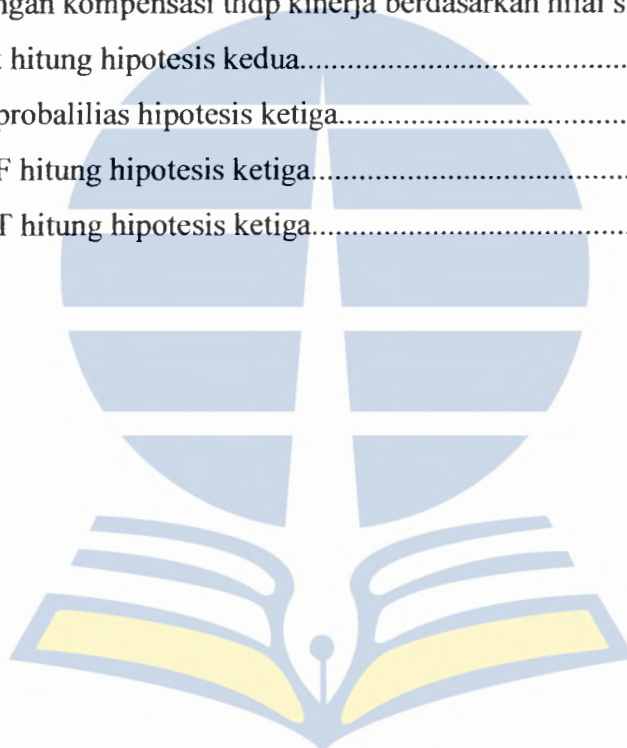 ngan kompensasi thdp kinerja berdasarkan nilai s
t hitung hipotesis kedua....................................................
probalilias hipotesis ketiga..............................................
F hitung hipotesis ketiga..................................................
T hitung hipotesis ketiga..................................................